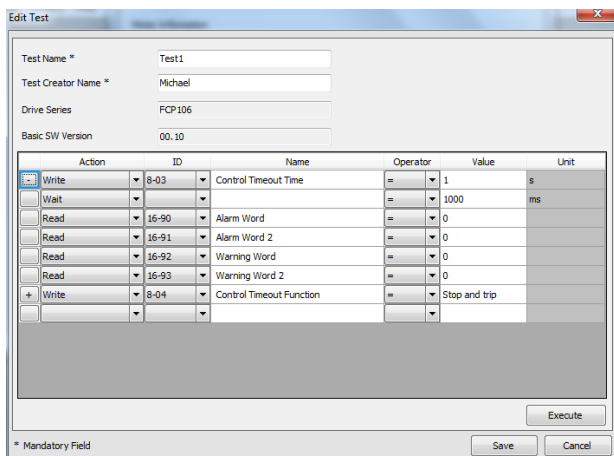 Edit Test
Test Name * Test1
Test Creator Name * Michael
Drive Series FCP106
Basic SW Version 00.10
Action ID Name Operator Value Unit
- Write 8-03 Control Timeout Time = 1 s
Wait = 1000 ms
Read 16-90 Alarm Word = 0
Read 16-91 Alarm Word 2 = 0
Read 16-92 Warning Word = 0
Read 16-93 Warning Word 2 = 0
+ Write 8-04 Control Timeout Function = Stop and trip
Execute
* Mandatory Field Save Cancel